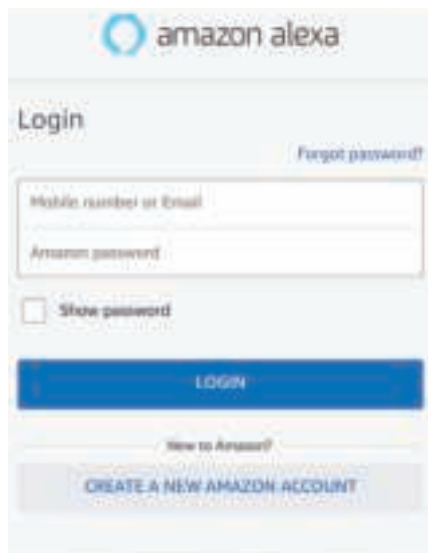 amazon alexa
Login
Forgot password?
Mobile number or Email
Amazon password
Show password
LOGIN
New to Amazon?
CREATE A NEW AMAZON ACCOUNT